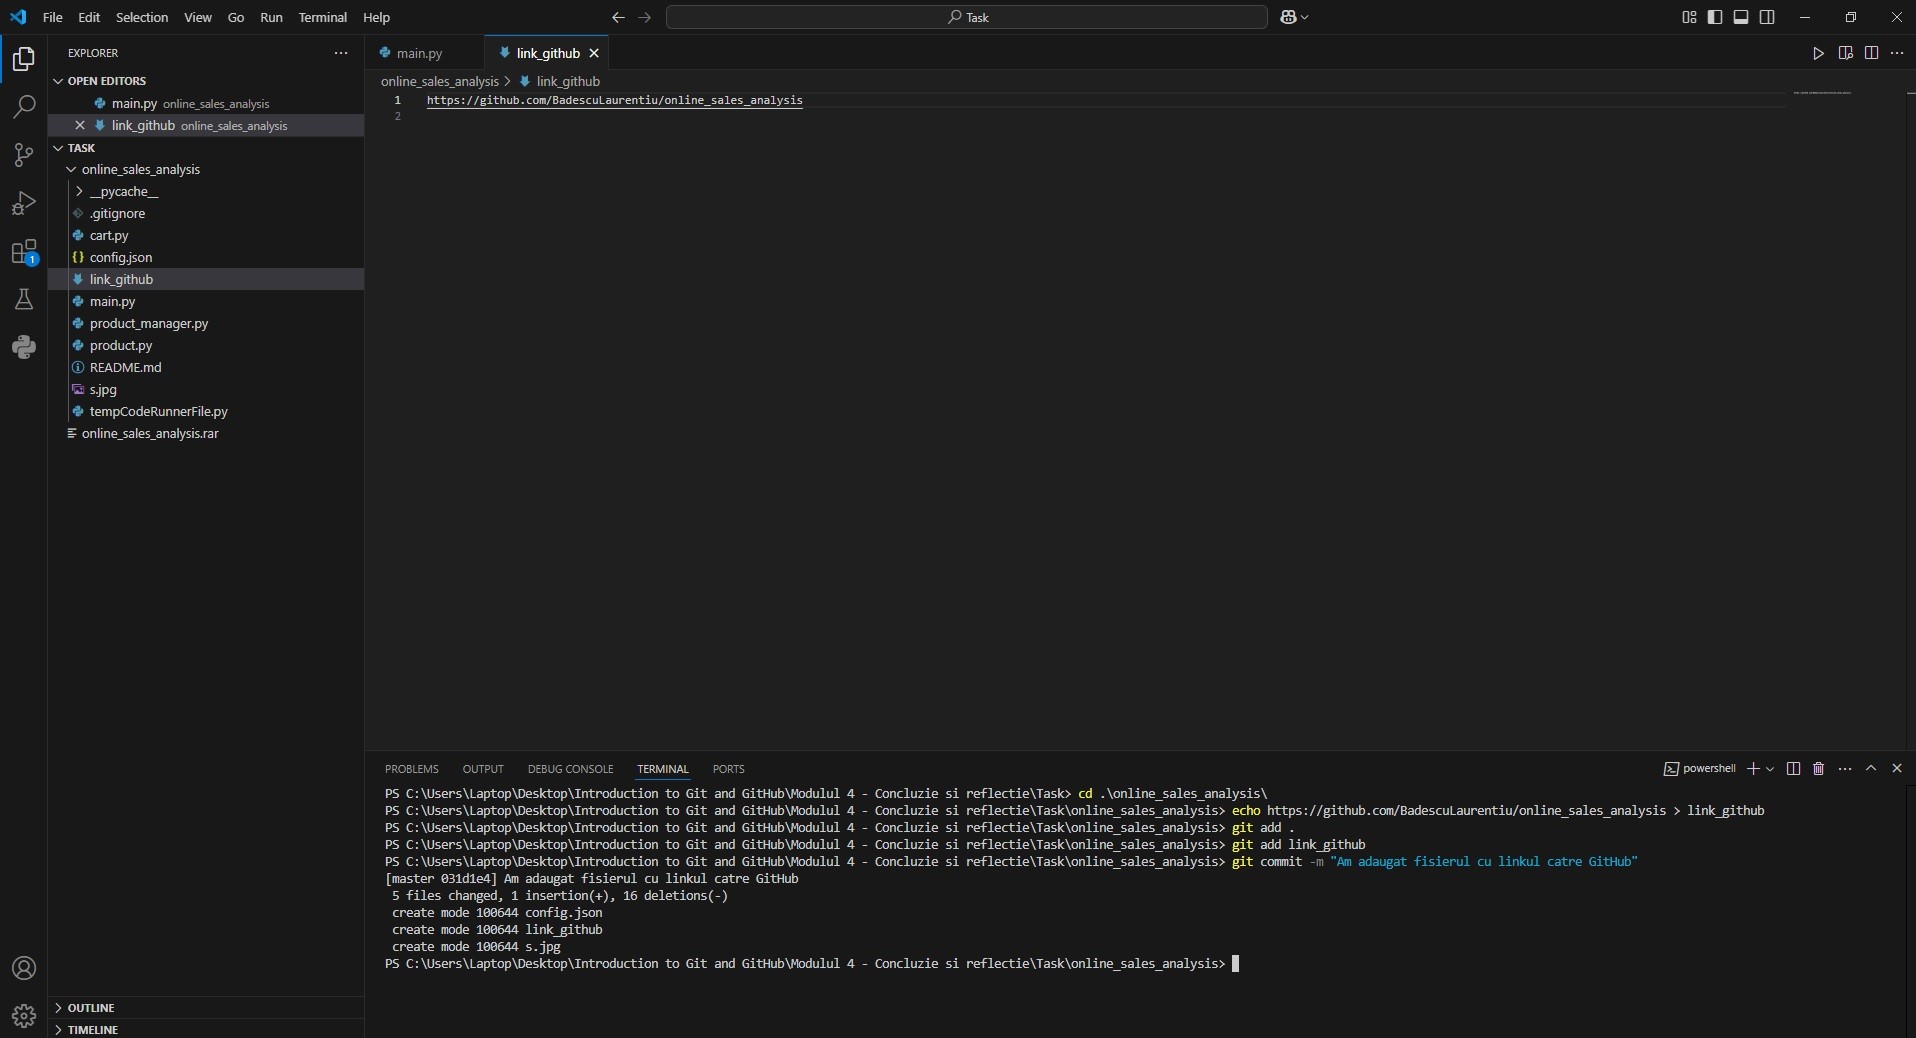 File Edit Selection View Go Run Terminal Help
Task
EXPLORER
OPEN EDITORS
main.py online_sales_analysis
link_github online_sales_analysis
TASK
online_sales_analysis
__pycache__
.gitignore
cart.py
config.json
link_github
main.py
product_manager.py
product.py
README.md
s.jpg
tempCodeRunnerFile.py
online_sales_analysis.rar
OUTLINE
TIMELINE
1
main.py link_github
online_sales_analysis > link_github
1 https://github.com/BadescuLaurentiu/online_sales_analysis
2
PROBLEMS OUTPUT DEBUG CONSOLE TERMINAL PORTS
powershell
PS C:\Users\Laptop\Desktop\Introduction to Git and GitHub\Modulul 4 - Concluzie si reflectie\Task> cd .\online_sales_analysis\
PS C:\Users\Laptop\Desktop\Introduction to Git and GitHub\Modulul 4 - Concluzie si reflectie\Task\online_sales_analysis> echo https://github.com/BadescuLaurentiu/online_sales_analysis > link_github
PS C:\Users\Laptop\Desktop\Introduction to Git and GitHub\Modulul 4 - Concluzie si reflectie\Task\online_sales_analysis> git add .
PS C:\Users\Laptop\Desktop\Introduction to Git and GitHub\Modulul 4 - Concluzie si reflectie\Task\online_sales_analysis> git add link_github
PS C:\Users\Laptop\Desktop\Introduction to Git and GitHub\Modulul 4 - Concluzie si reflectie\Task\online_sales_analysis> git commit -m "Am adaugat fisierul cu linkul catre GitHub"
[master 031d1e4] Am adaugat fisierul cu linkul catre GitHub
5 files changed, 1 insertion(+), 16 deletions(-)
create mode 100644 config.json
create mode 100644 link_github
create mode 100644 s.jpg
PS C:\Users\Laptop\Desktop\Introduction to Git and GitHub\Modulul 4 - Concluzie si reflectie\Task\online_sales_analysis>